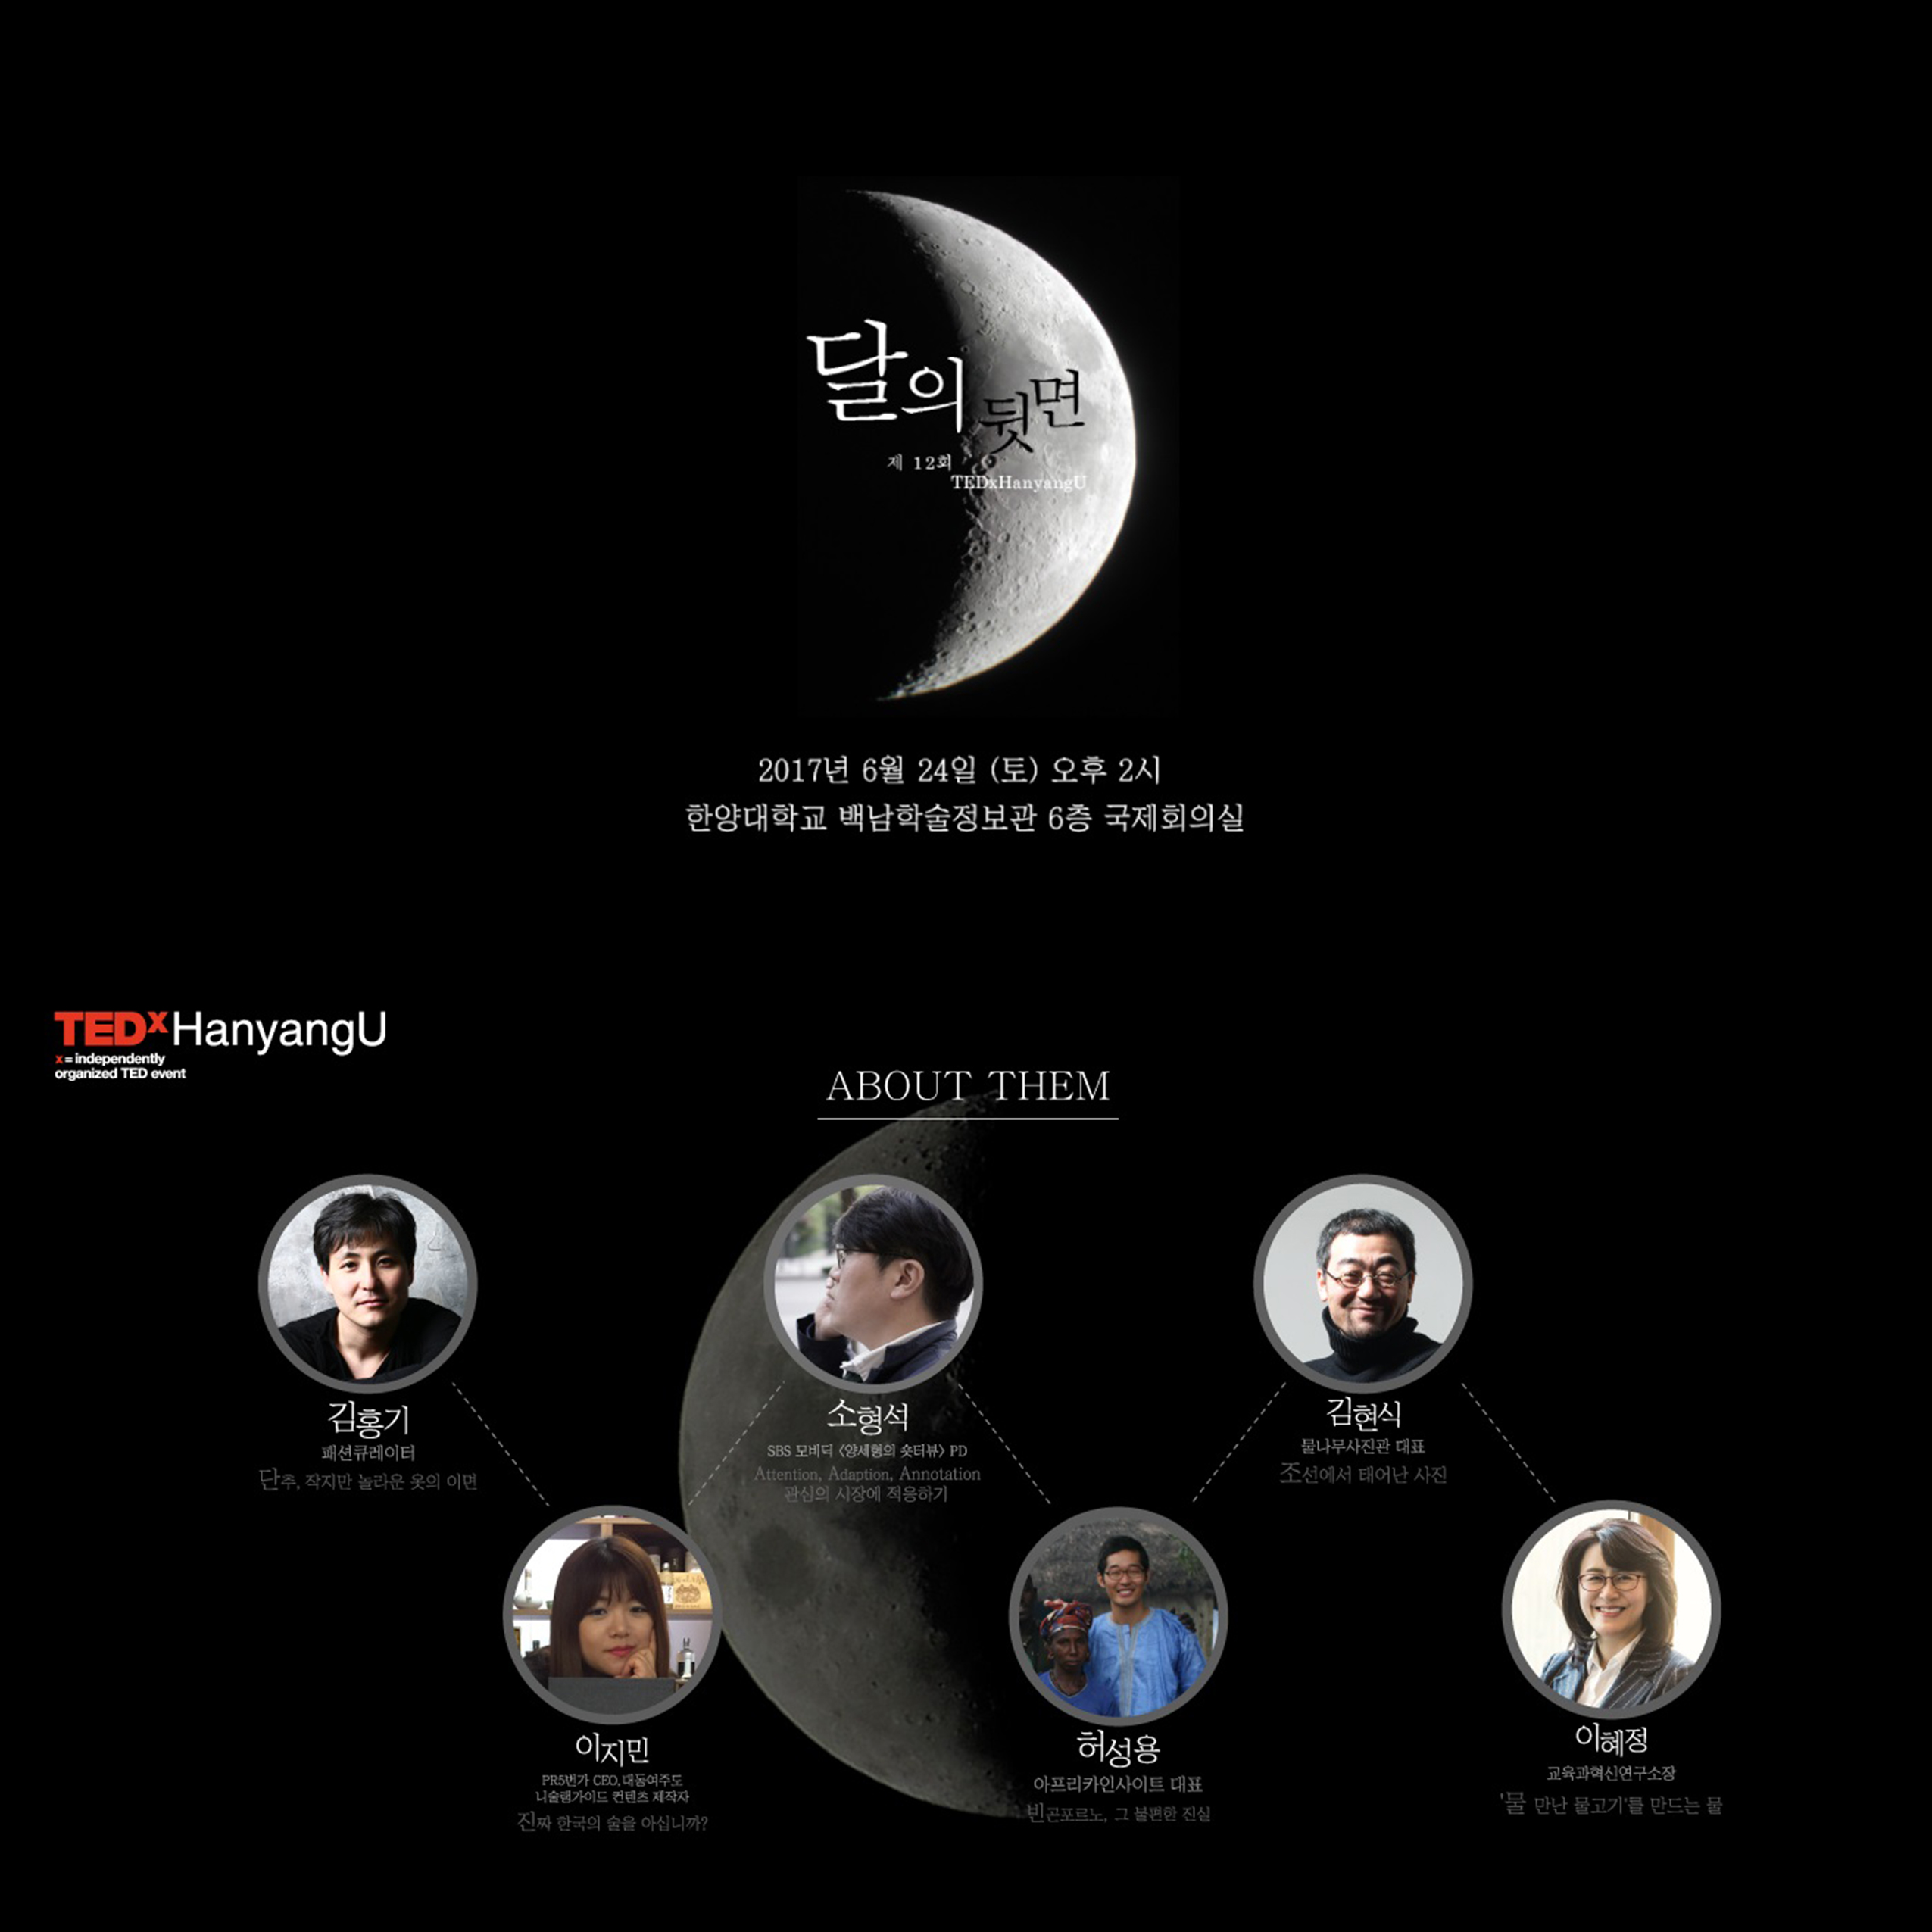 달의 뒷면
제 12회
TEDxHanyangU
2017년 6월 24일 (토) 오후 2시
한양대학교 백남학술정보관 6층 국제회의실
TEDxHanyangU
x = independently
organized TED event
ABOUT THEM
김홍기
패션큐레이터
단추, 작지만 놀라운 옷의 이면
소형석
SBS 모비딕 <양세형의 숏터뷰> PD
Attention, Adaption, Annotation
관심의 시장에 적응하기
김현식
물나무사진관 대표
조선에서 태어난 사진
이지민
PR5번가 CEO, 대동여주도
니술램가이드 컨텐츠 제작자
진짜 한국의 술을 아십니까?
허성용
아프리카인사이트 대표
빈곤포르노, 그 불편한 진실
이혜정
교육과혁신연구소장
'물 만난 물고기'를 만드는 물